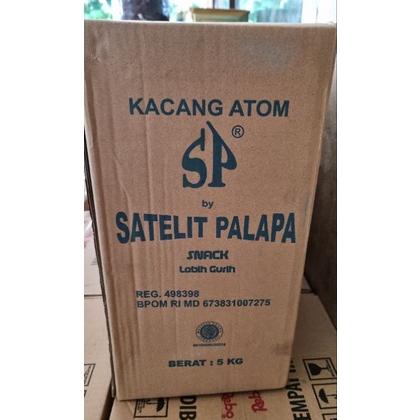 KACANG ATOM
SP®
by
SATELIT PALAPA
SNACK
Lebih Gurih
REG. 498398
BPOM RI MD 673831007275
BERAT : 5 KG